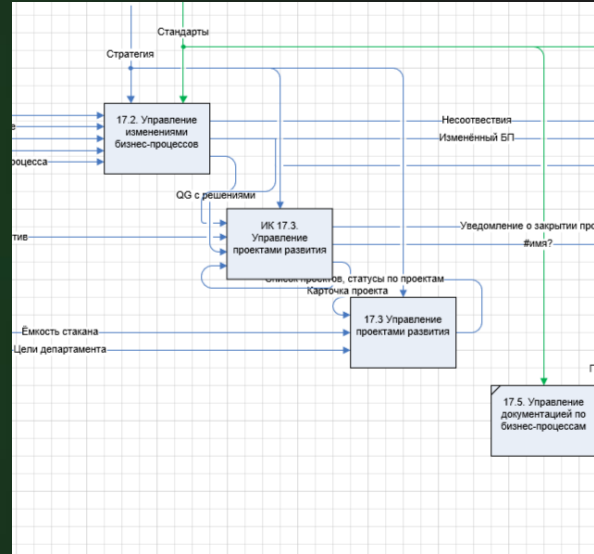 Стандарты
Стратегия
17.2. Управление
изменениями
бизнес-процессов
Несоотвествия
Изменённый БП
роцесса
QG с решениями
ИК 17.3.
Управление
проектами развития
тив
Уведомление о закрытии про
#имя?
Список проектов, статусы по проектам
Карточка проекта
17.3 Управление
проектами развития
Ёмкость стакана
Цели департамента
17.5. Управление
документацией по
бизнес-процессам